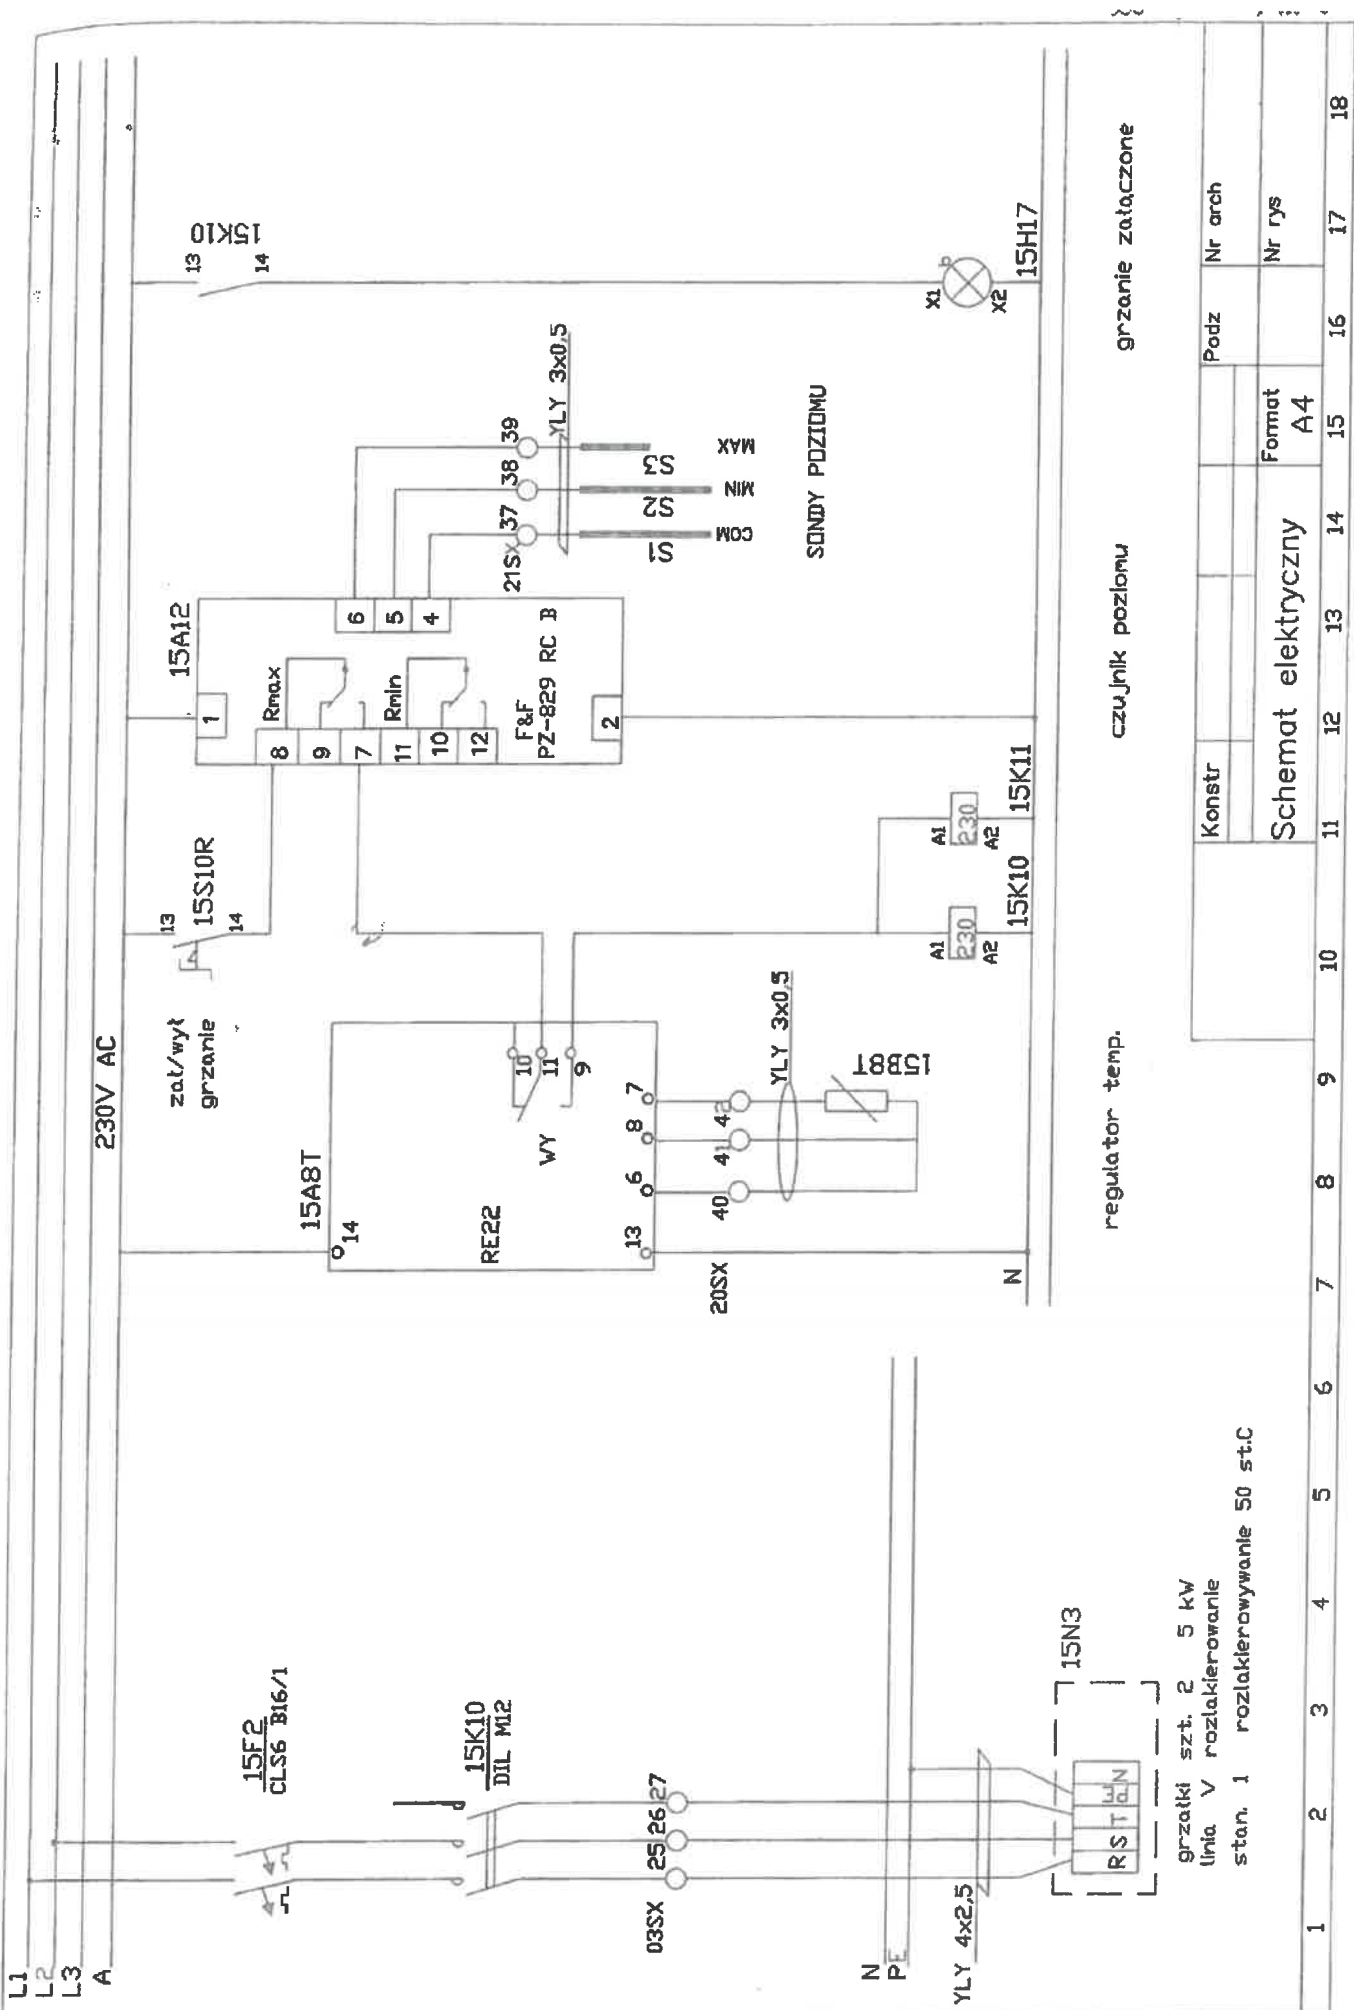 L1
L2
L3
A
230V AC
15F2
CLS6 B16/1
15K10
DIL M12
03SX
25
26
27
N
PE
YLY 4x2,5
R S T PE N
15N3
grzałki szt. 2 5 kW
linia V rozlakierowanie
stan. 1 rozlakierowywanie 50 st.C
zał/wył
grzanie
13
15S10R
14
15A8T
14
RE22
WY
10
11
9
13
6
8
7
20SX
40
41
42
YLY 3x0,5
15B8T
N
regulator temp.
A1
230
A2
15K10
A1
230
A2
15K11
15A12
1
8
9
7
11
10
12
Rmax
Rmin
F&F
PZ-829 RC B
2
6
5
4
21SX
37
38
39
YLY 3x0,5
S1
S2
S3
COM
MIN
MAX
SONDY POZIOMU
czujnik poziomu
13
14
15K10
X1
X2
15H17
grzanie załączone
Konstr
Podz
Nr arch
Schemat elektryczny
Format
A4
Nr rys
1 2 3 4 5 6 7 8 9 10 11 12 13 14 15 16 17 18